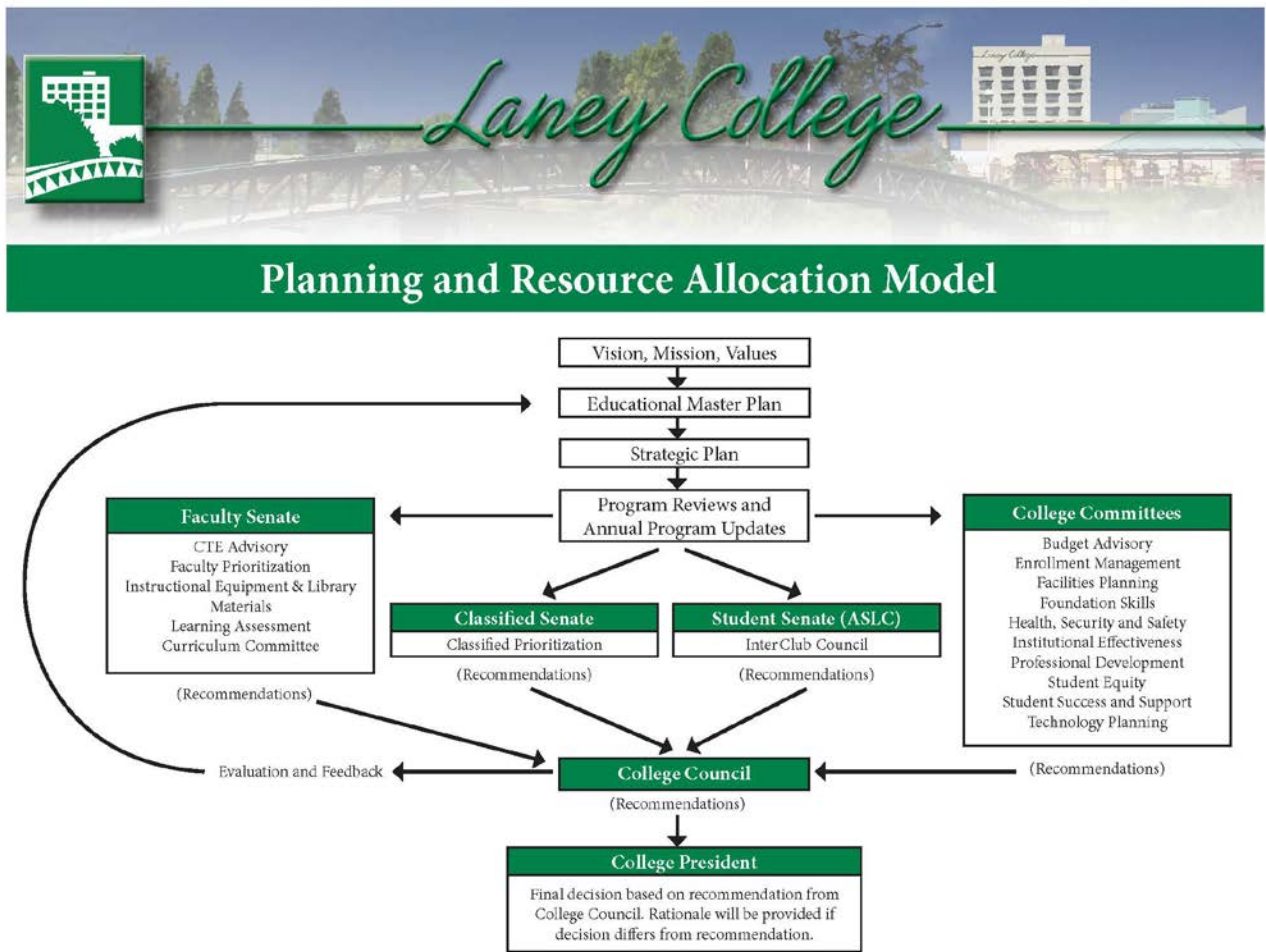 Laney College
Laney College
Planning and Resource Allocation Model
Vision, Mission, Values
Educational Master Plan
Strategic Plan
Program Reviews and
Annual Program Updates
Faculty Senate
CTE Advisory
Faculty Prioritization
Instructional Equipment & Library
Materials
Learning Assessment
Curriculum Committee
(Recommendations)
Classified Senate
Classified Prioritization
(Recommendations)
Student Senate (ASLC)
InterClub Council
(Recommendations)
College Committees
Budget Advisory
Enrollment Management
Facilities Planning
Foundation Skills
Health, Security and Safety
Institutional Effectiveness
Professional Development
Student Equity
Student Success and Support
Technology Planning
(Recommendations)
Evaluation and Feedback
College Council
(Recommendations)
College President
Final decision based on recommendation from
College Council. Rationale will be provided if
decision differs from recommendation.